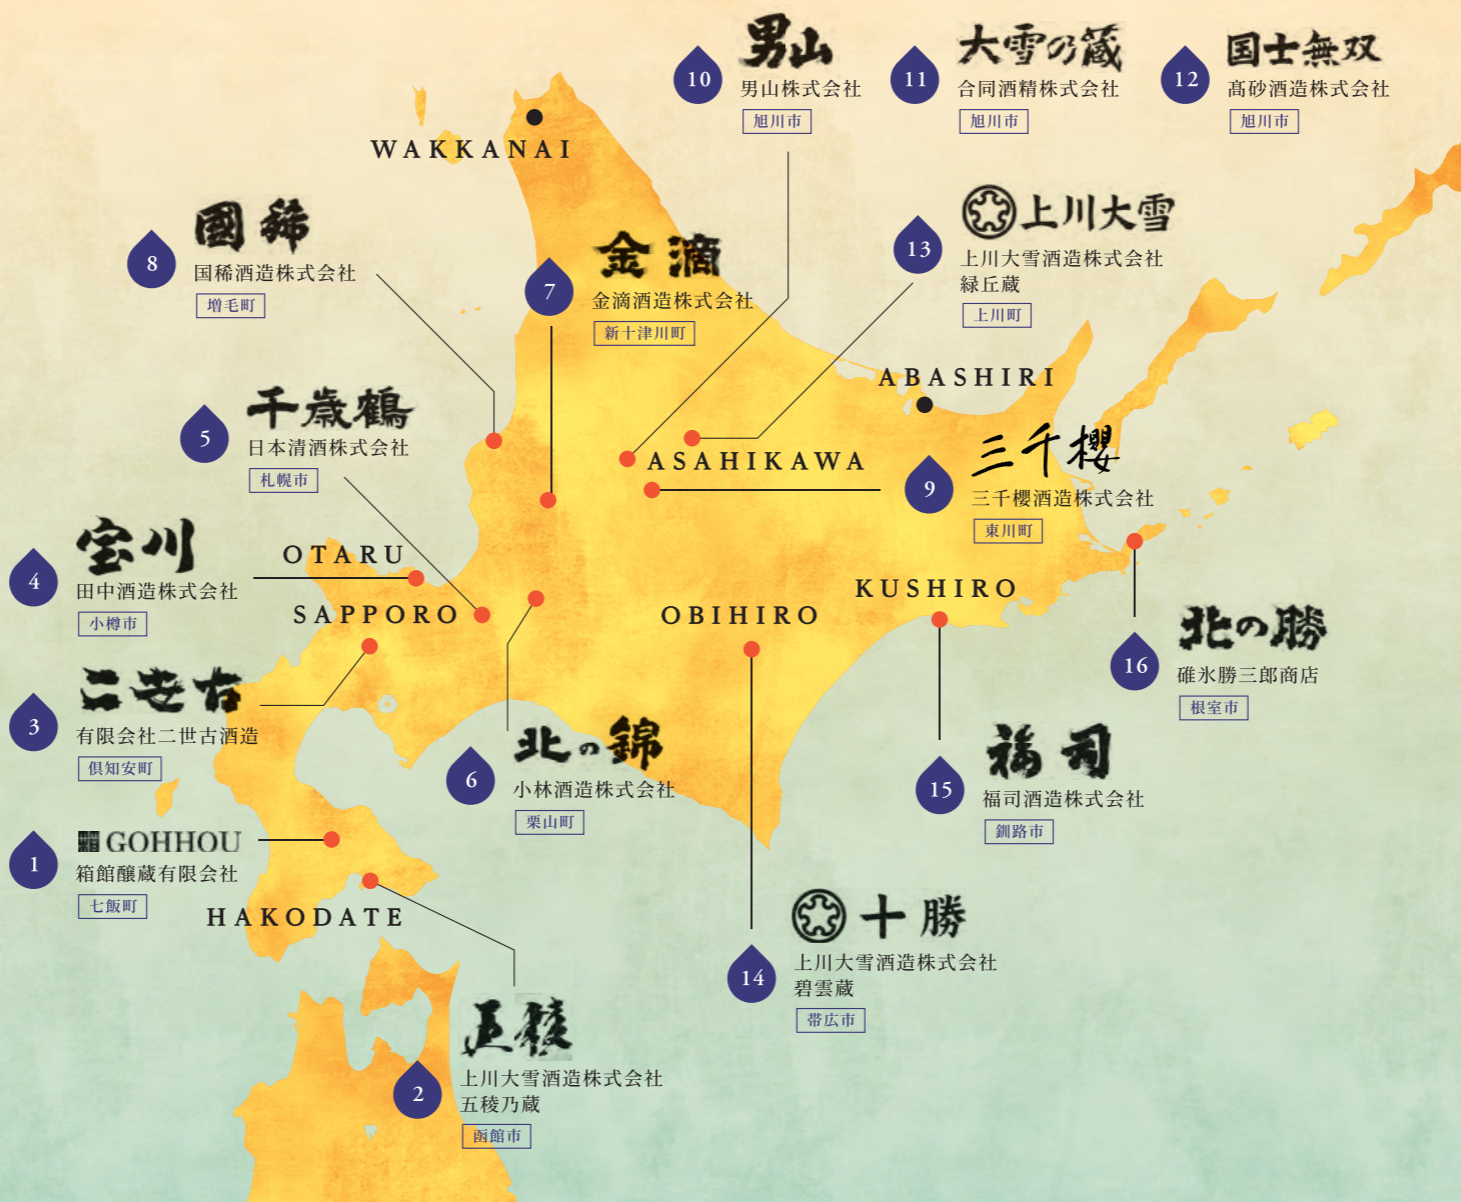 10
男山
男山株式会社
旭川市
11
大雪乃蔵
合同酒精株式会社
旭川市
12
国士無双
髙砂酒造株式会社
旭川市
WAKKANAI
8
國稀
国稀酒造株式会社
増毛町
7
金滴
金滴酒造株式会社
新十津川町
13
上川大雪
上川大雪酒造株式会社
緑丘蔵
上川町
ABASHIRI
5
千歳鶴
日本清酒株式会社
札幌市
ASAHIKAWA
9
三千櫻
三千櫻酒造株式会社
東川町
4
宝川
田中酒造株式会社
小樽市
OTARU
SAPPORO
OBIHIRO
KUSHIRO
16
北の勝
碓氷勝三郎商店
根室市
3
二世古
有限会社二世古酒造
倶知安町
6
北の錦
小林酒造株式会社
栗山町
15
福司
福司酒造株式会社
釧路市
1
GOHHOU
箱館醸蔵有限会社
七飯町
HAKODATE
14
十勝
上川大雪酒造株式会社
碧雲蔵
帯広市
2
五稜
上川大雪酒造株式会社
五稜乃蔵
函館市